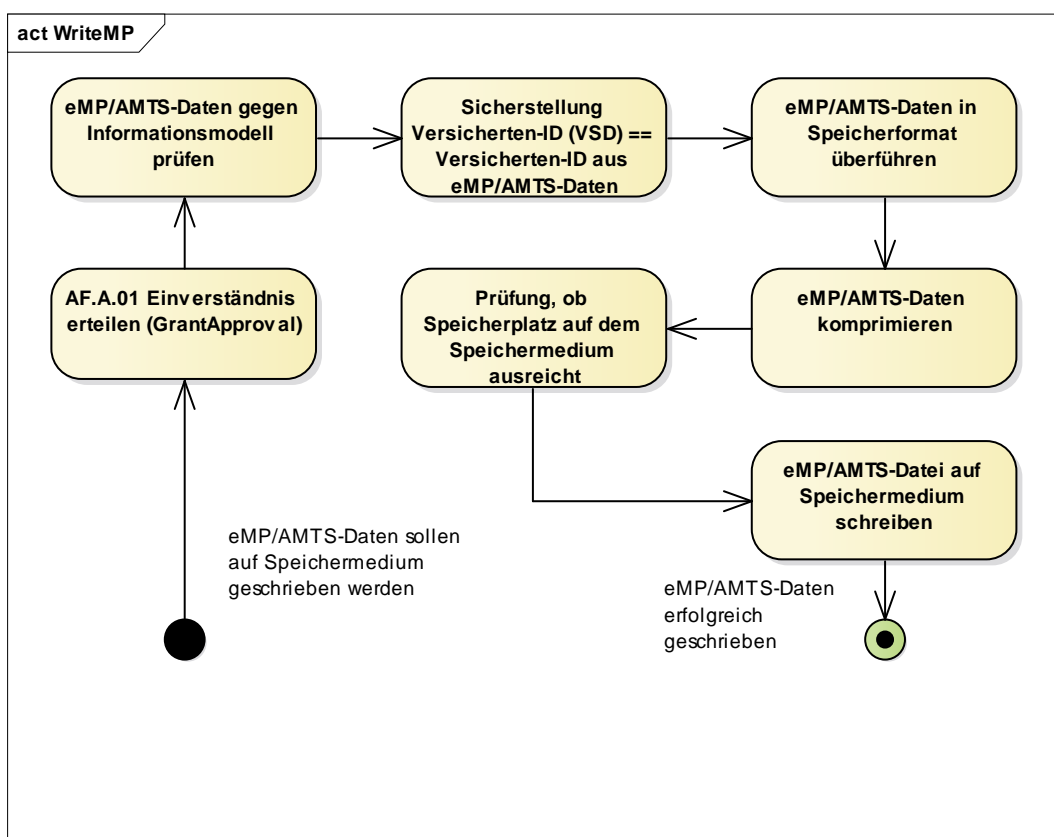 act WriteMP
eMP/AMTS-Daten gegen
Informationsmodell
prüfen
Sicherstellung
Versicherten-ID (VSD) ==
Versicherten-ID aus
eMP/AMTS-Daten
eMP/AMTS-Daten in
Speicherformat
überführen
AF.A.01 Einverständnis
erteilen (GrantApproval)
Prüfung, ob
Speicherplatz auf dem
Speichermedium
ausreicht
eMP/AMTS-Daten
komprimieren
eMP/AMTS-Datei auf
Speichermedium
schreiben
eMP/AMTS-Daten sollen
auf Speichermedium
geschrieben werden
eMP/AMTS-Daten
erfolgreich
geschrieben